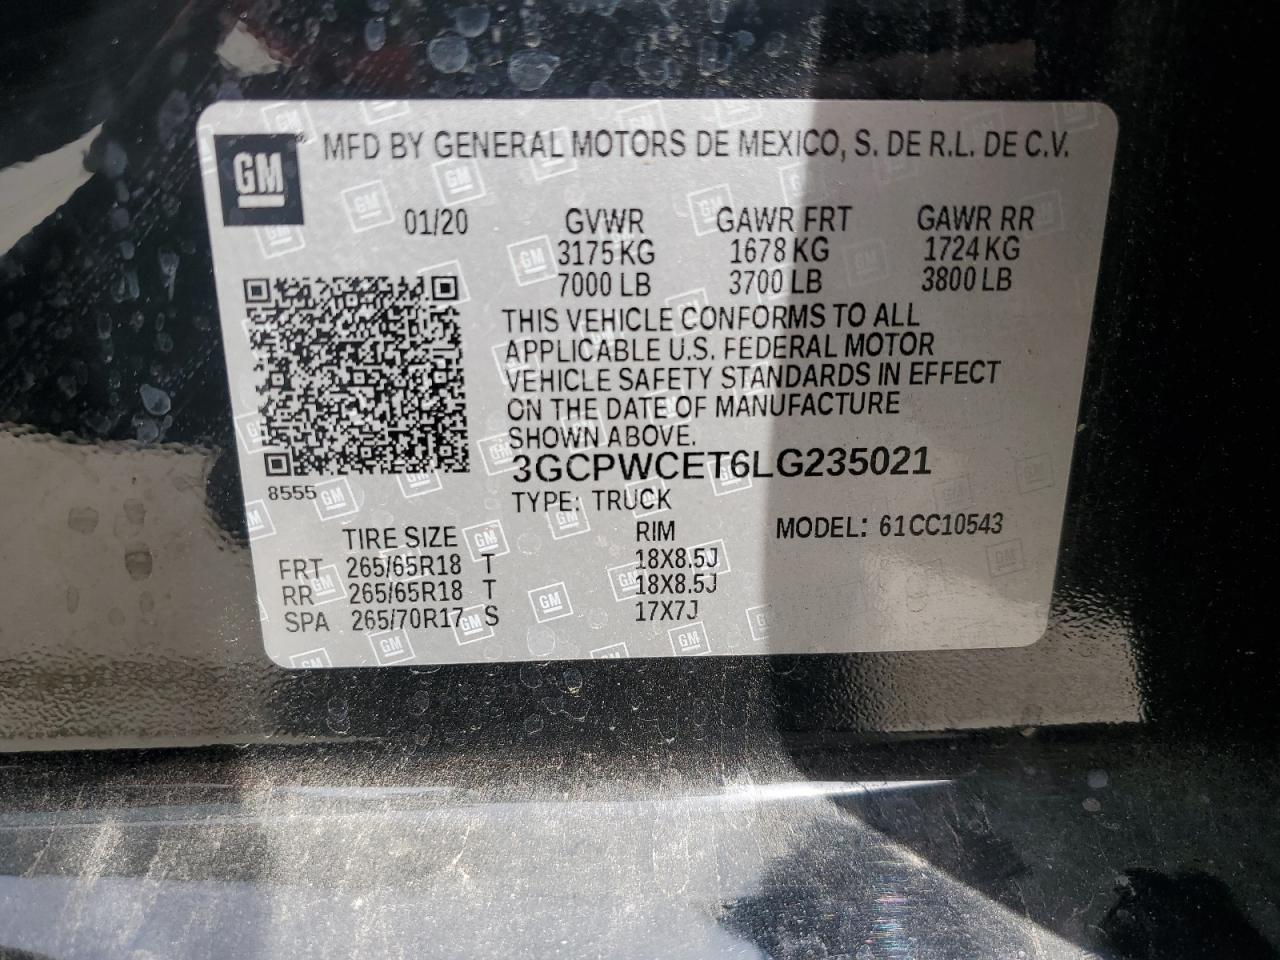 GM
MFD BY GENERAL MOTORS DE MEXICO, S. DE R.L. DE C.V.
01/20 GVWR GAWR FRT GAWR RR
3175 KG 1678 KG 1724 KG
7000 LB 3700 LB 3800 LB
THIS VEHICLE CONFORMS TO ALL
APPLICABLE U.S. FEDERAL MOTOR
VEHICLE SAFETY STANDARDS IN EFFECT
ON THE DATE OF MANUFACTURE
SHOWN ABOVE.
3GCPWCET6LG235021
8555
TYPE: TRUCK
TIRE SIZE RIM MODEL: 61CC10543
FRT 265/65R18 T 18X8.5J
RR 265/65R18 T 18X8.5J
SPA 265/70R17 S 17X7J